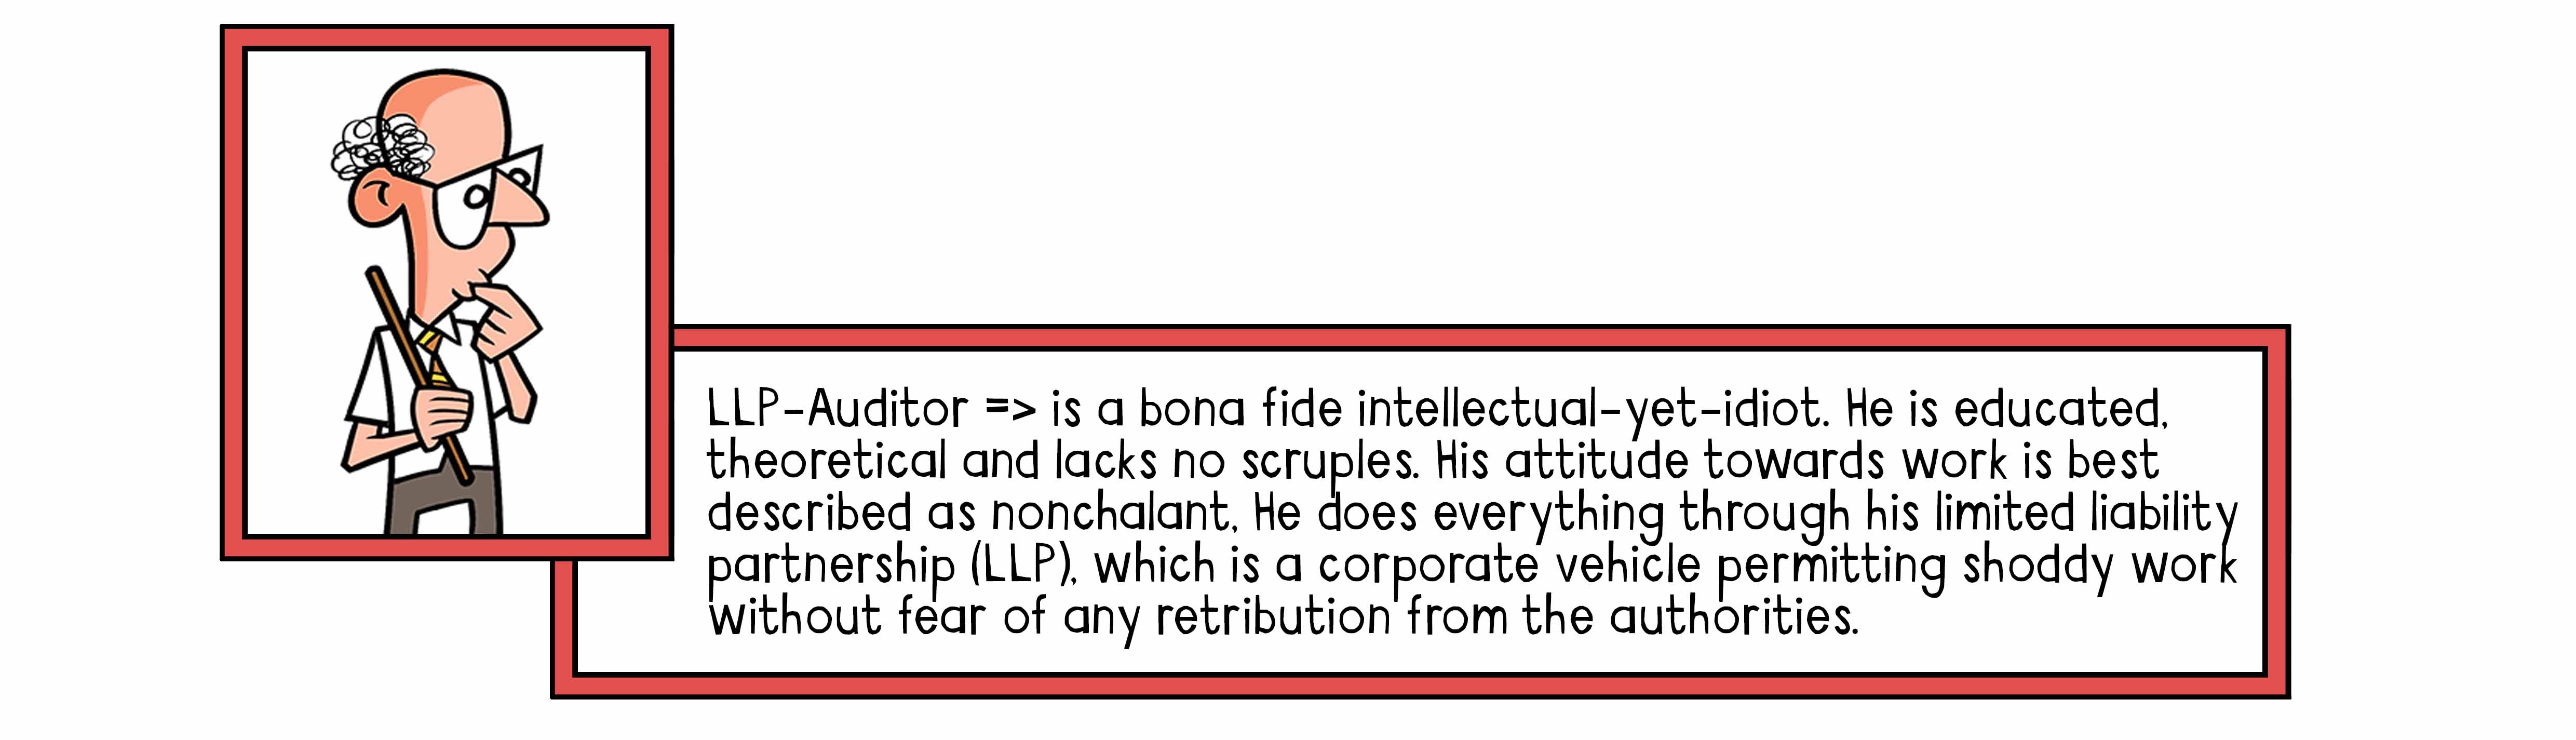 LLP-Auditor => is a bona fide intellectual-yet-idiot. He is educated,
theoretical and lacks no scruples. His attitude towards work is best
described as nonchalant, He does everything through his limited liability
partnership (LLP), which is a corporate vehicle permitting shoddy work
without fear of any retribution from the authorities.